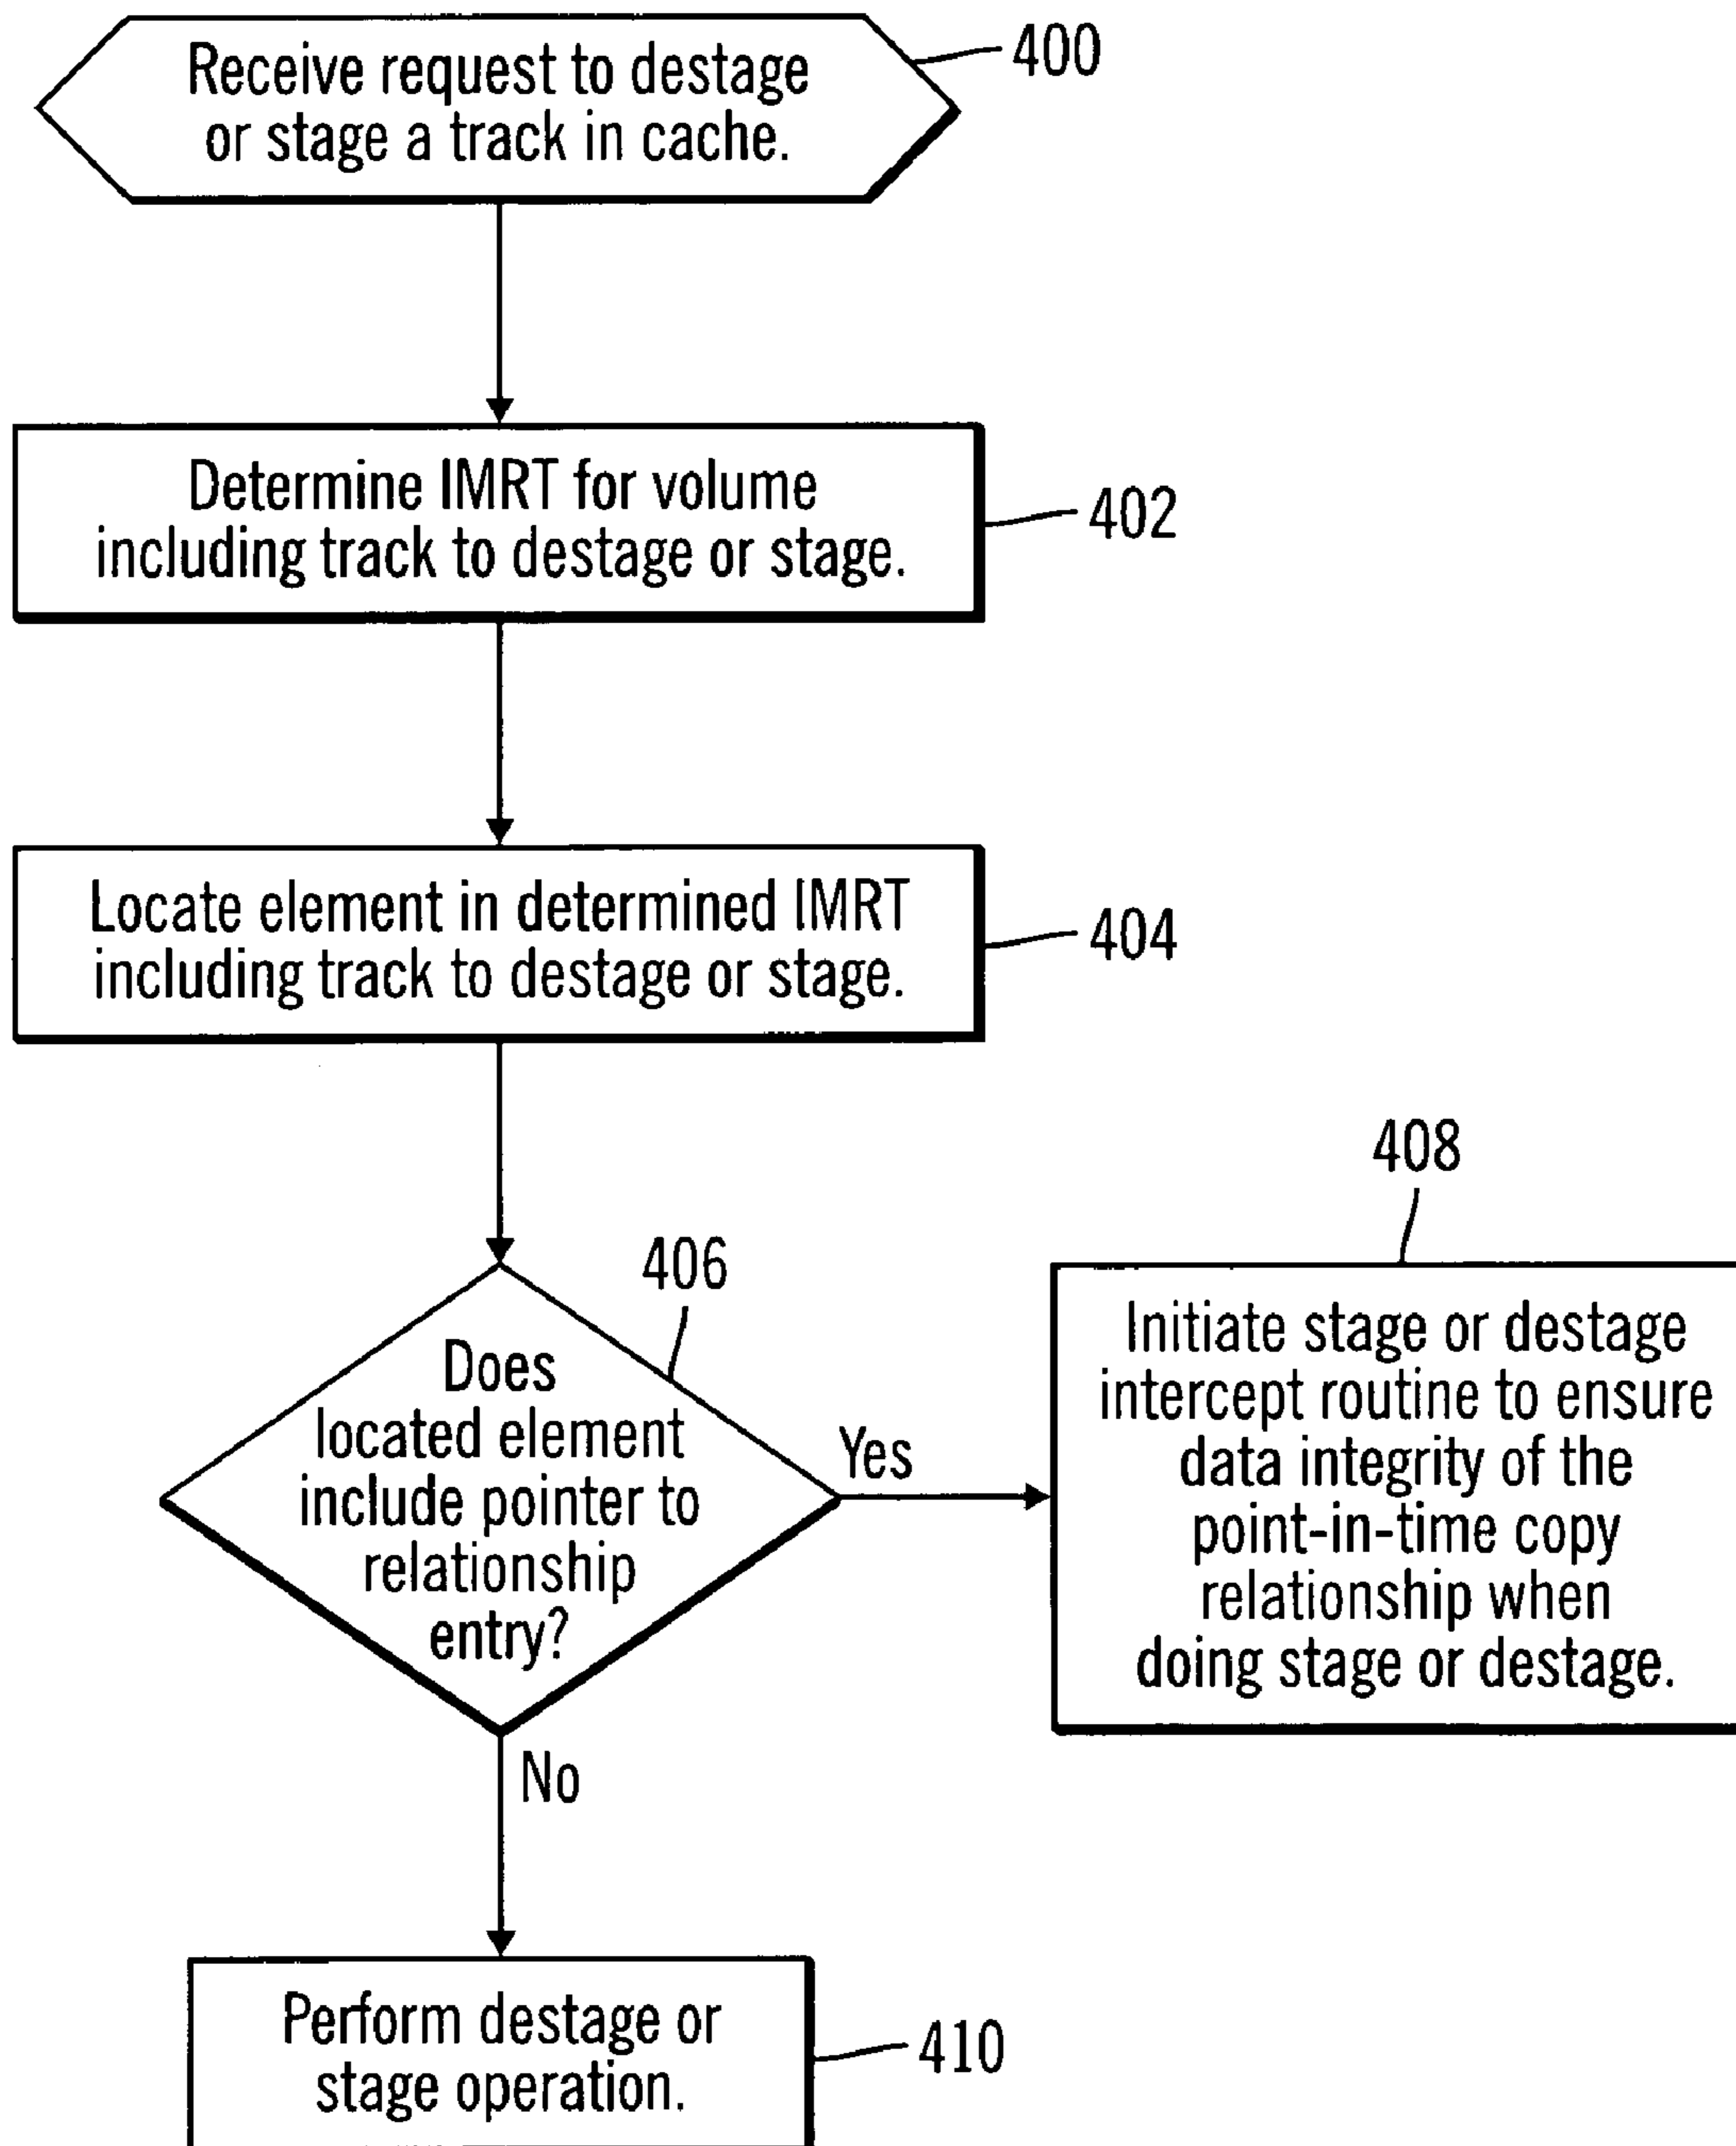 Receive request to destage
or stage a track in cache.
400
Determine IMRT for volume
including track to destage or stage.
402
Locate element in determined IMRT
including track to destage or stage.
404
406
Does
located element
include pointer to
relationship
entry?
Yes
408
Initiate stage or destage
intercept routine to ensure
data integrity of the
point-in-time copy
relationship when
doing stage or destage.
No
Perform destage or
stage operation.
410